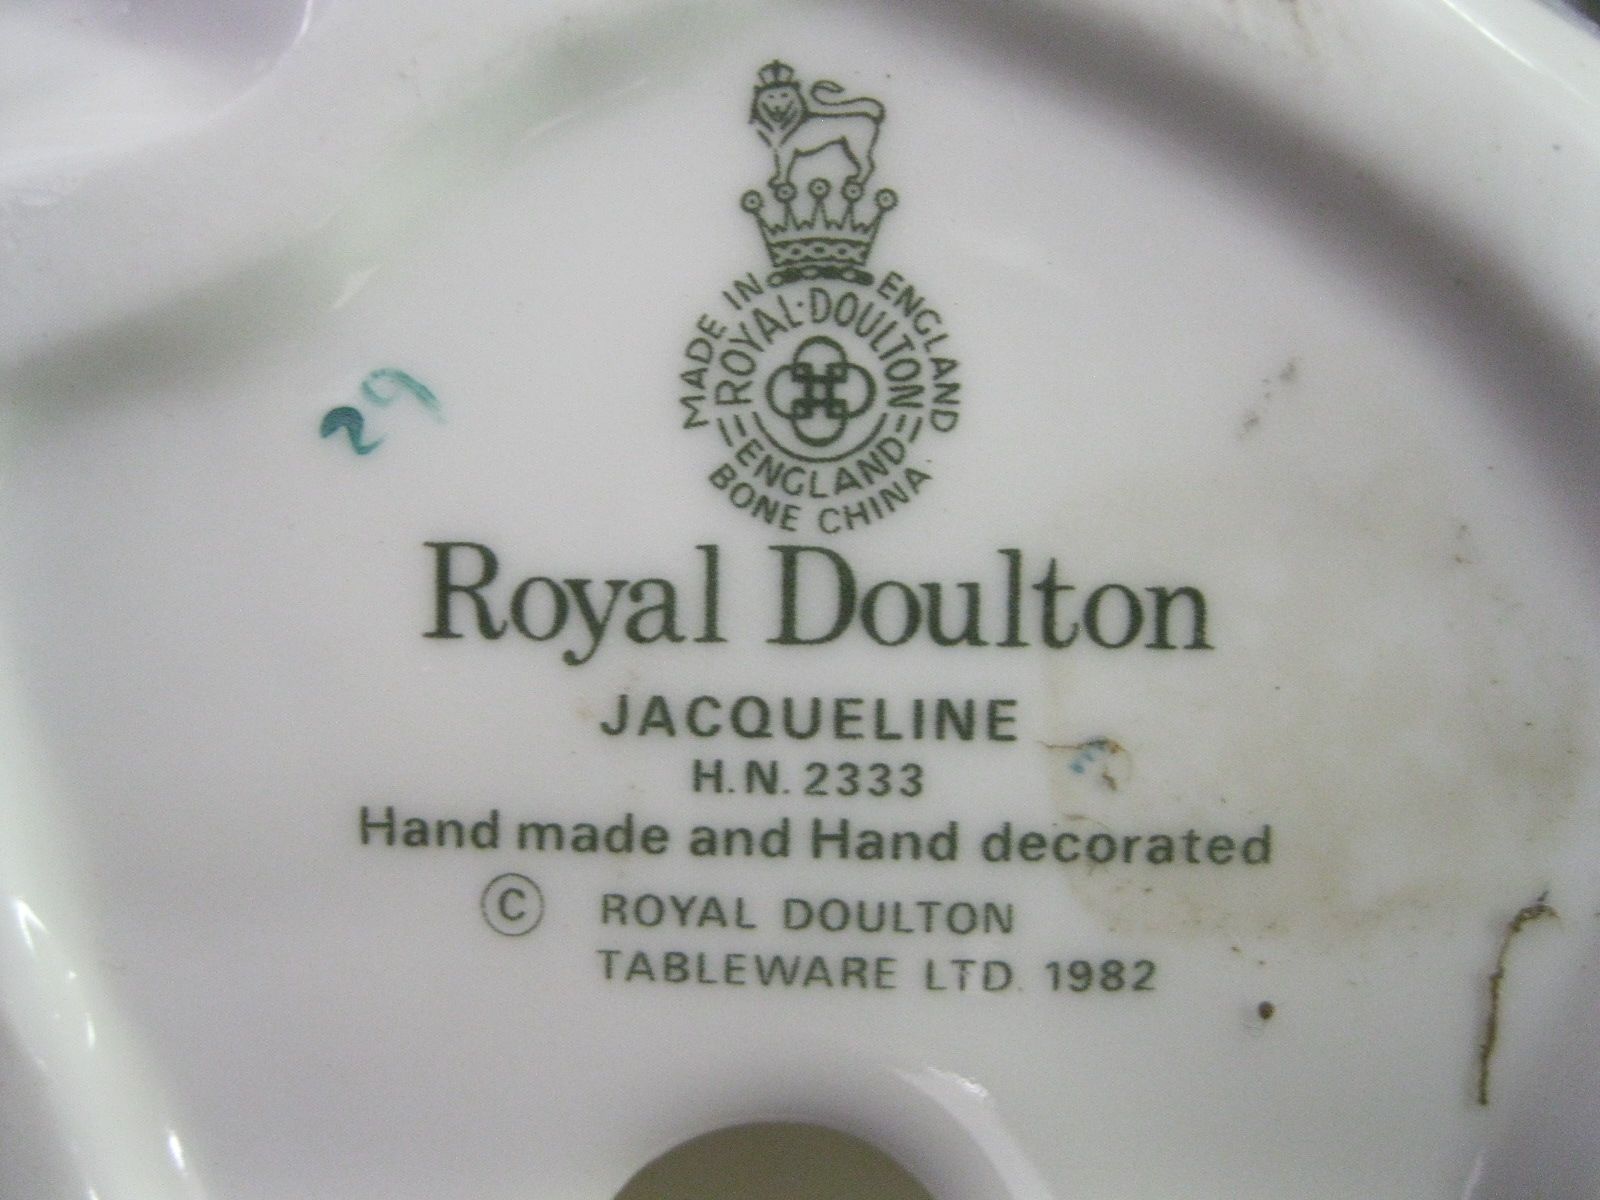 MADE IN ENGLAND
ROYAL·DOULTON
ENGLAND
BONE CHINA
29
Royal Doulton
JACQUELINE
H.N. 2333
Hand made and Hand decorated
© ROYAL DOULTON
TABLEWARE LTD. 1982